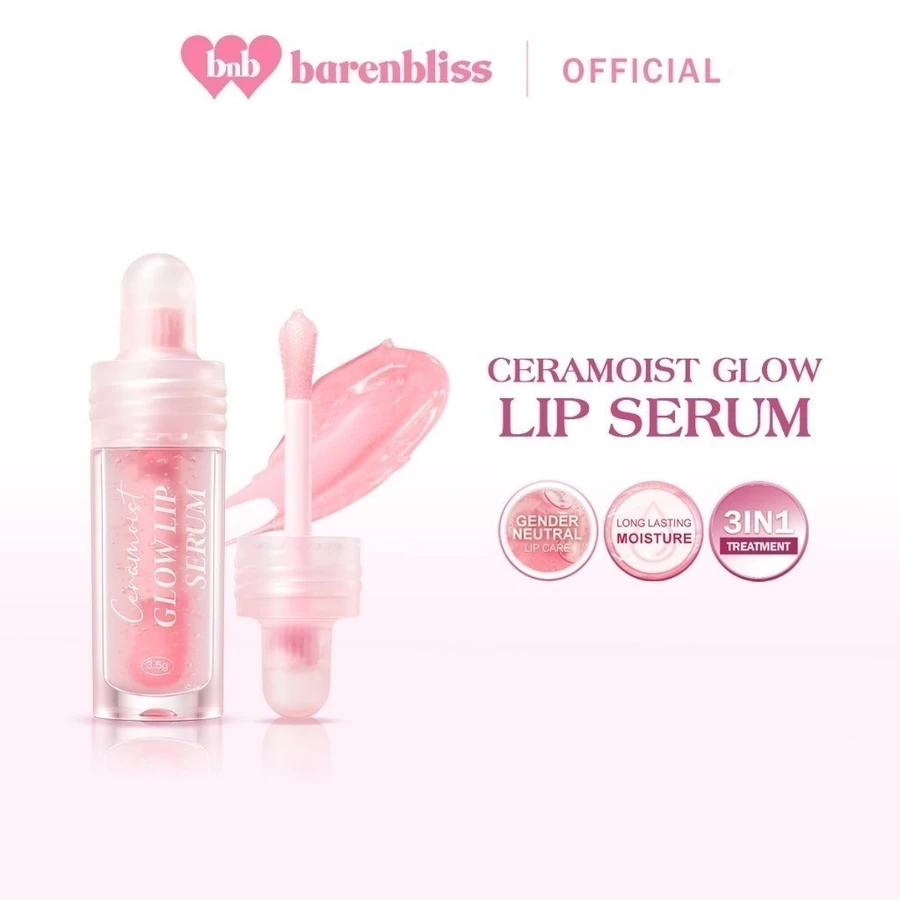 bnb barenbliss | OFFICIAL
CERAMOIST GLOW
LIP SERUM
GENDER
NEUTRAL
LIP CARE
LONG LASTING
MOISTURE
3IN1
TREATMENT
Ceramoist
GLOW LIP
SERUM
3.5g